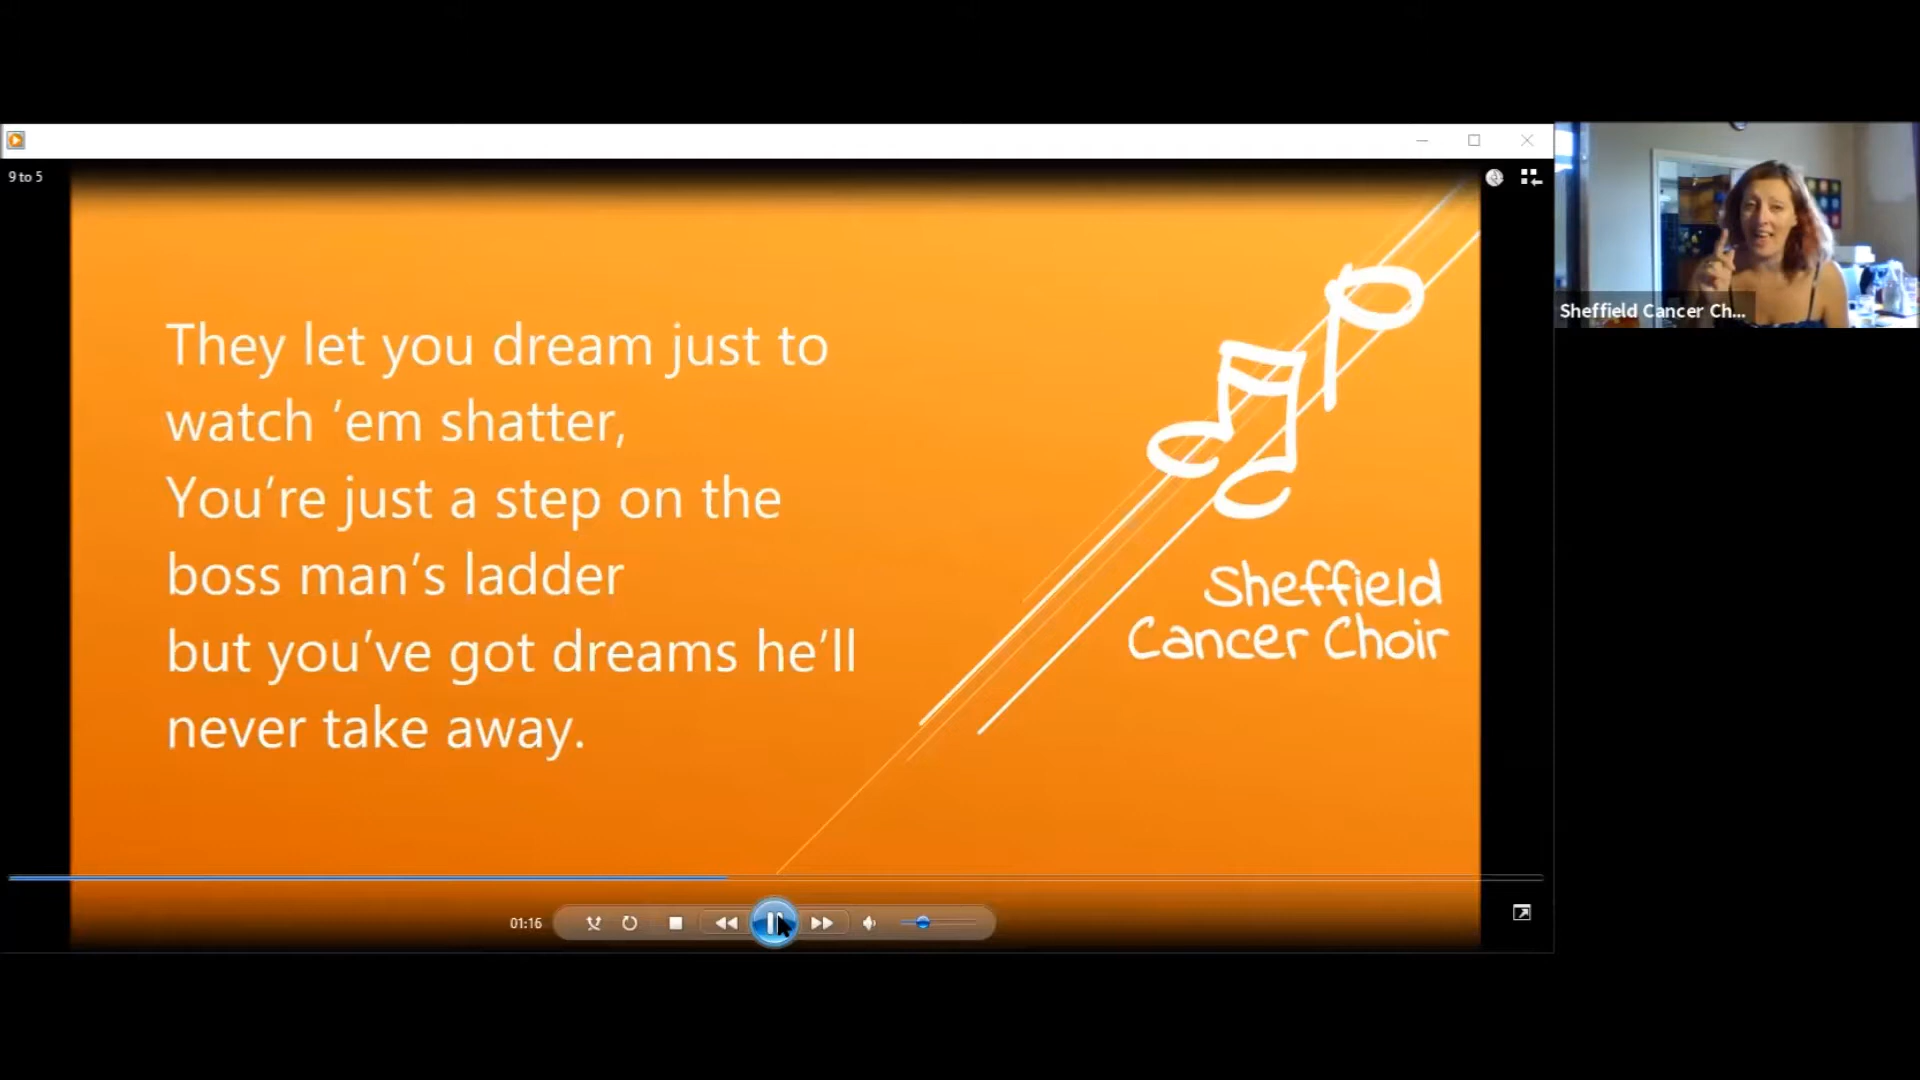 9 to 5
They let you dream just to
watch ‘em shatter,
You’re just a step on the
boss man’s ladder
but you’ve got dreams he’ll
never take away.
Sheffield
Cancer Choir
Sheffield Cancer Ch...
01:16